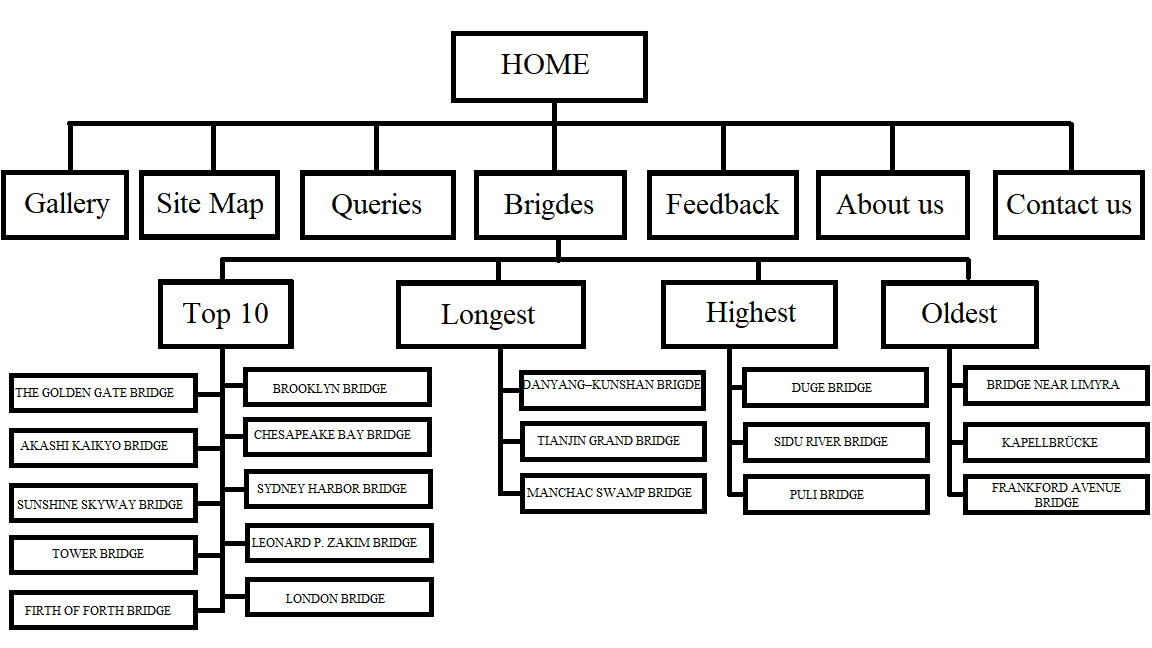 HOME
Gallery
Site Map
Queries
Brigdes
Feedback
About us
Contact us
Top 10
Longest
Highest
Oldest
THE GOLDEN GATE BRIDGE
AKASHI KAIKYO BRIDGE
SUNSHINE SKYWAY BRIDGE
TOWER BRIDGE
FIRTH OF FORTH BRIDGE
BROOKLYN BRIDGE
CHESAPEAKE BAY BRIDGE
SYDNEY HARBOR BRIDGE
LEONARD P. ZAKIM BRIDGE
LONDON BRIDGE
DANYANG–KUNSHAN BRIGDE
TIANJIN GRAND BRIDGE
MANCHAC SWAMP BRIDGE
DUGE BRIDGE
SIDU RIVER BRIDGE
PULI BRIDGE
BRIDGE NEAR LIMYRA
KAPELLBRÜCKE
FRANKFORD AVENUE
BRIDGE